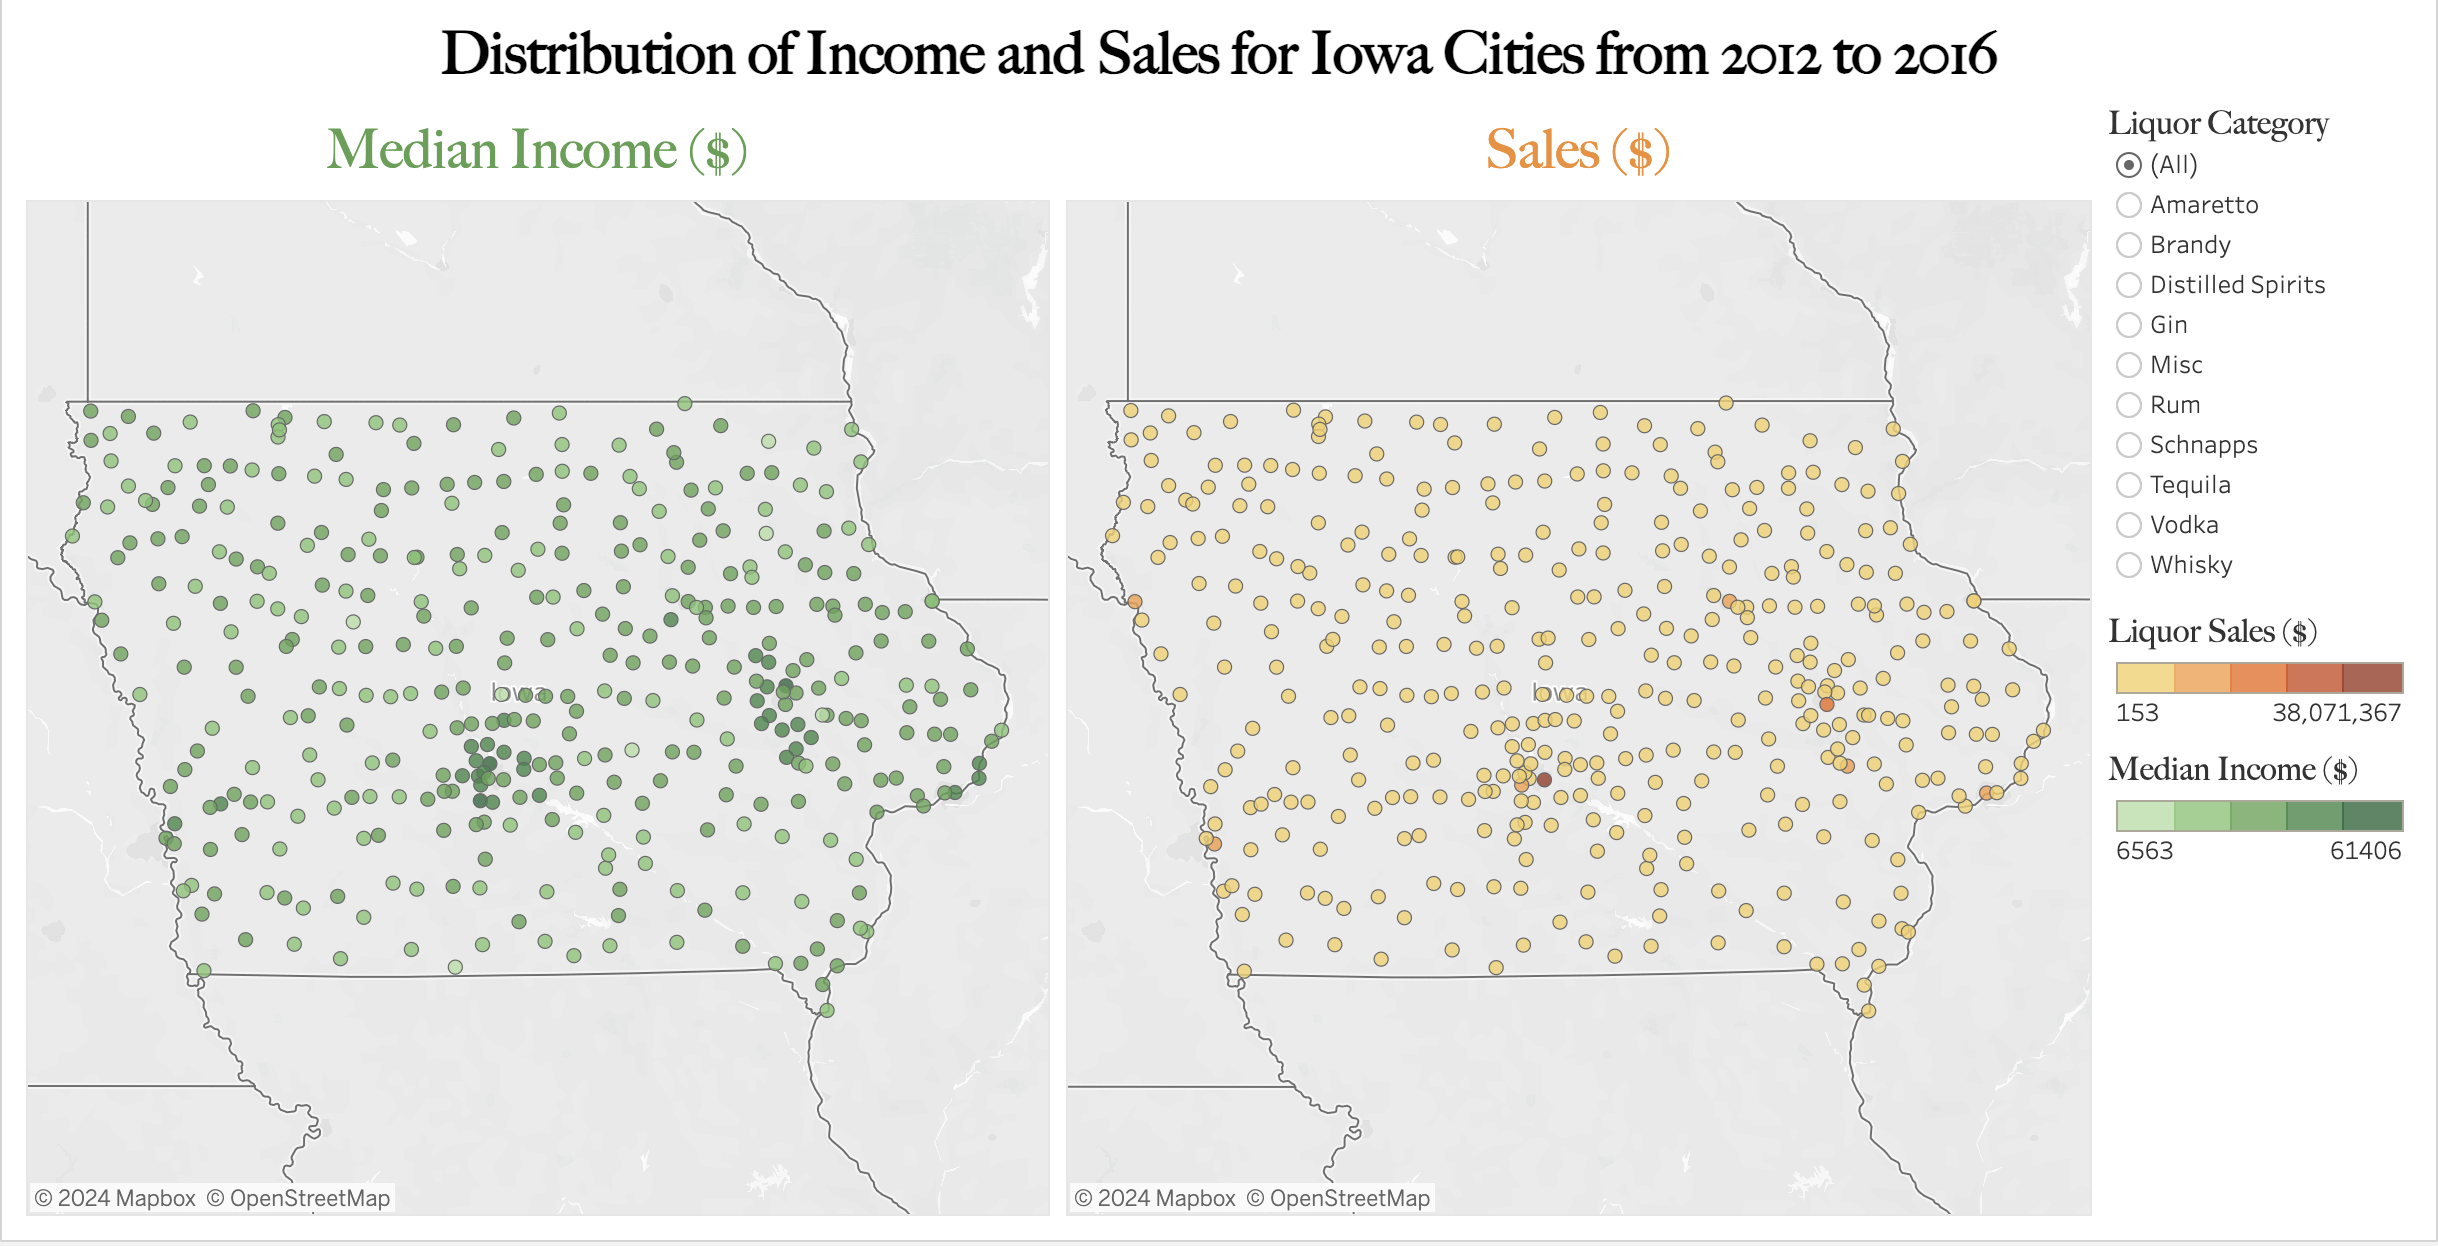 Distribution of Income and Sales for Iowa Cities from 2012 to 2016
Median Income ($)
Iowa
© 2024 Mapbox © OpenStreetMap
Sales ($)
Iowa
© 2024 Mapbox © OpenStreetMap
Liquor Category
(All)
Amaretto
Brandy
Distilled Spirits
Gin
Misc
Rum
Schnapps
Tequila
Vodka
Whisky
Liquor Sales ($)
153 38,071,367
Median Income ($)
6563 61406